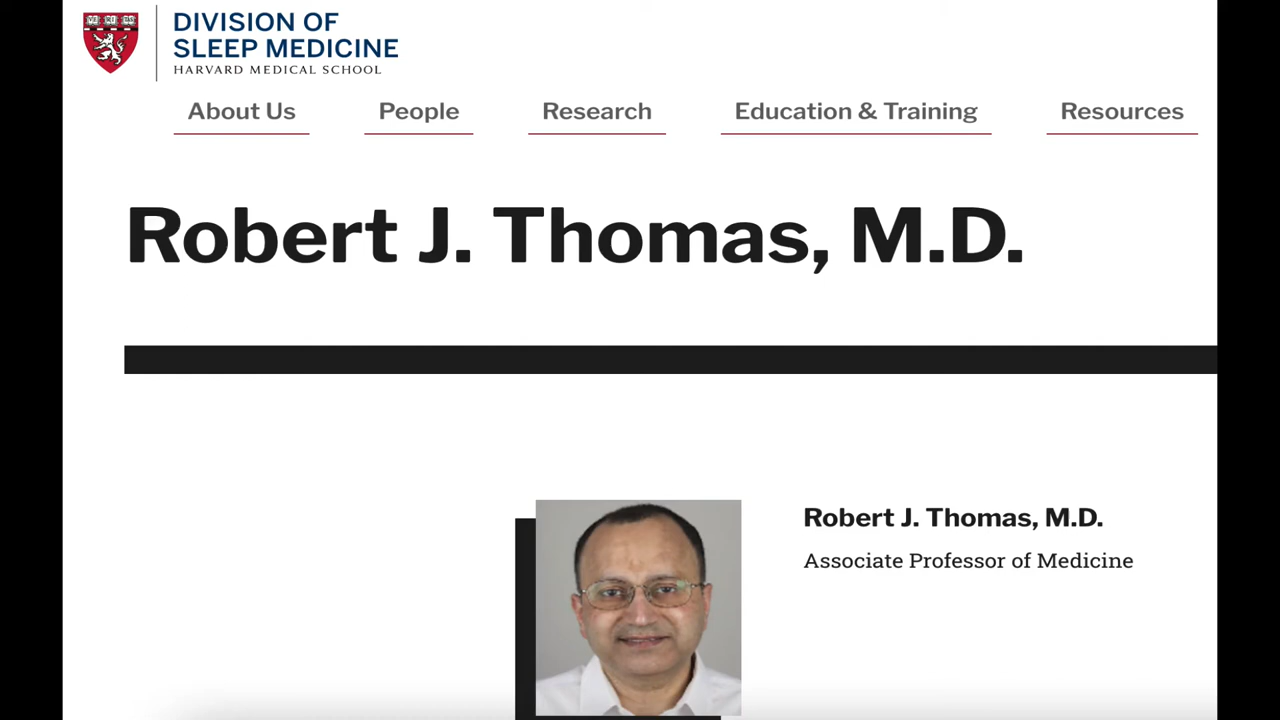 DIVISION OF
SLEEP MEDICINE
HARVARD MEDICAL SCHOOL
About Us
People
Research
Education & Training
Resources
Robert J. Thomas, M.D.
Robert J. Thomas, M.D.
Associate Professor of Medicine